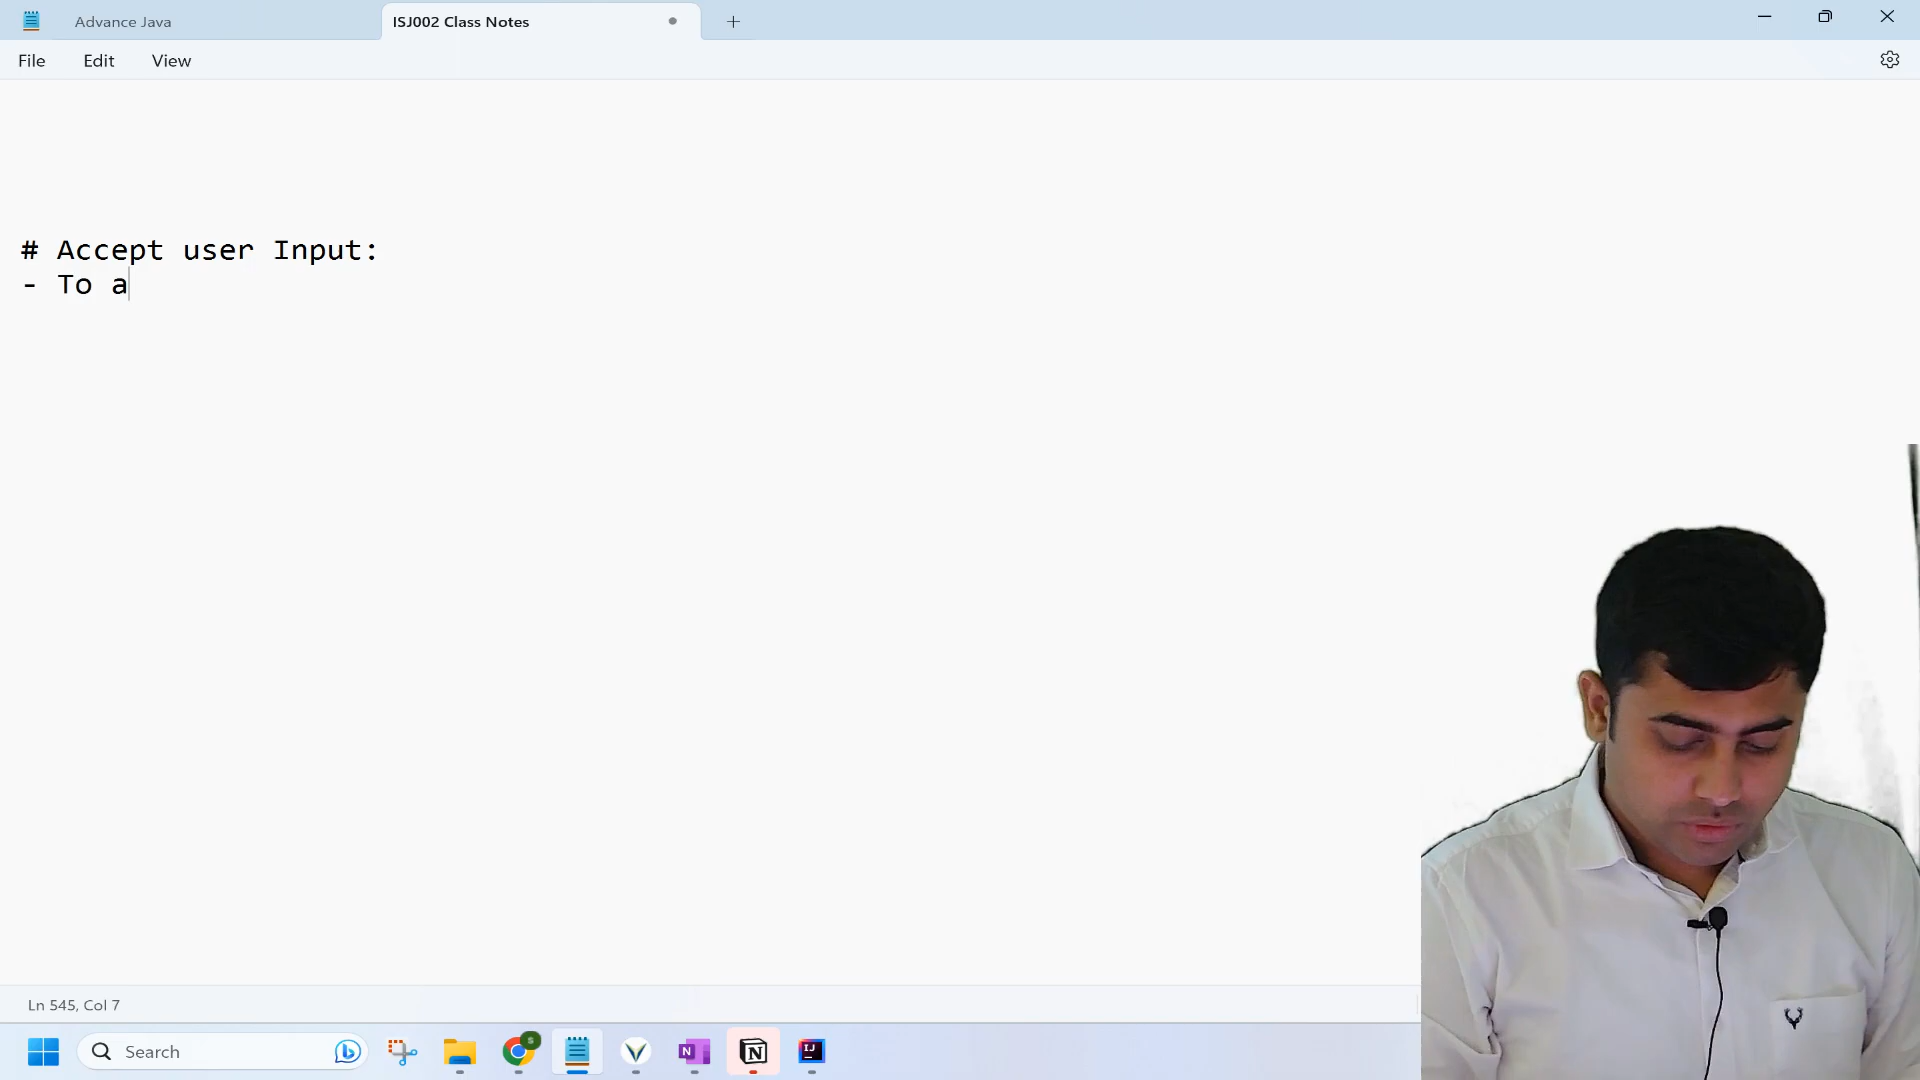 Advance Java
ISJ002 Class Notes
File Edit View
# Accept user Input:
- To a
Ln 545, Col 7
Search